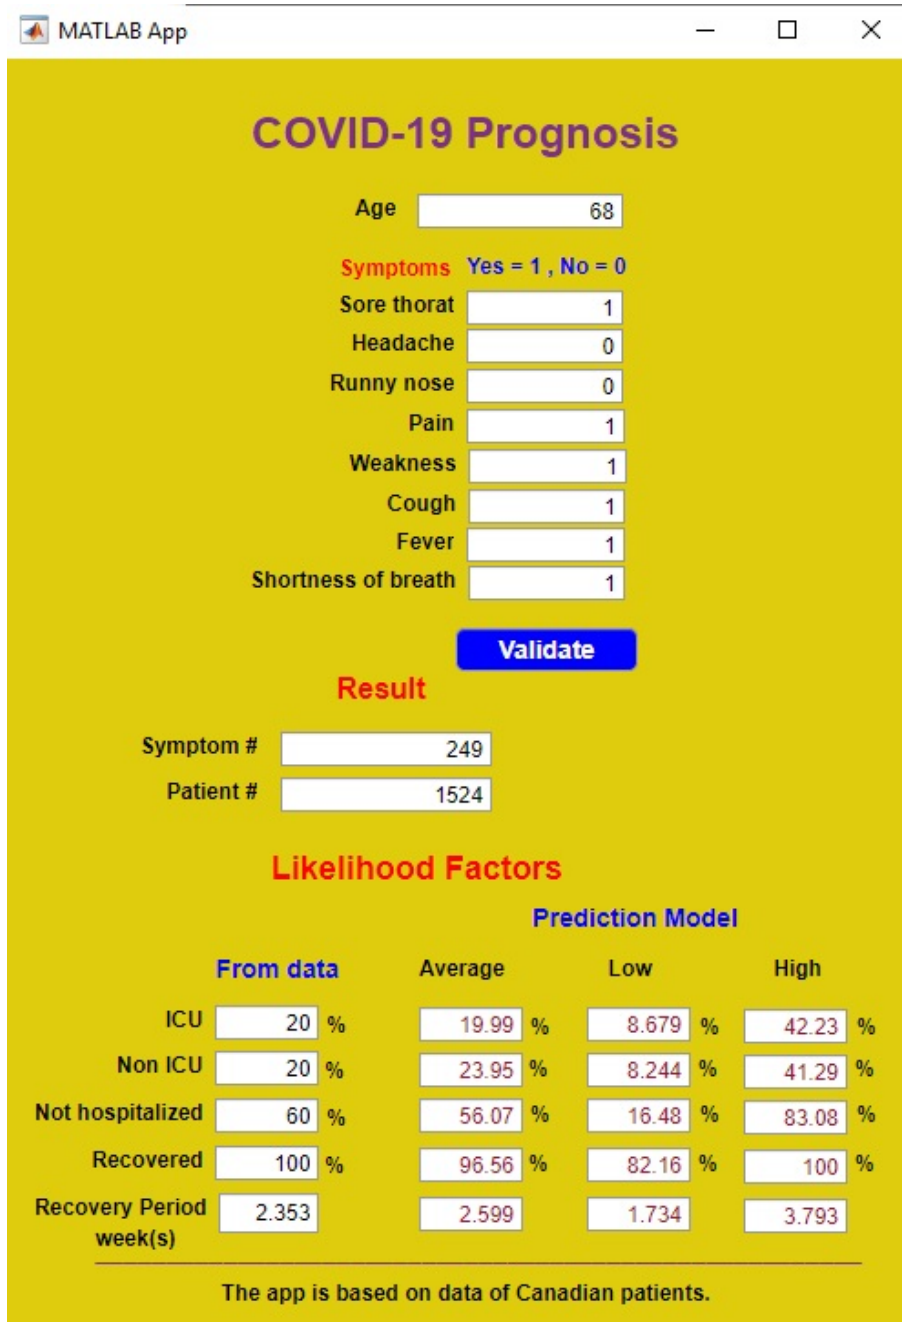 MATLAB App
COVID-19 Prognosis
Age 68
Symptoms Yes = 1 , No = 0
Sore thorat 1
Headache 0
Runny nose 0
Pain 1
Weakness 1
Cough 1
Fever 1
Shortness of breath 1
Validate
Result
Symptom # 249
Patient # 1524
Likelihood Factors
Prediction Model
From data Average Low High
ICU 20 % 19.99 % 8.679 % 42.23 %
Non ICU 20 % 23.95 % 8.244 % 41.29 %
Not hospitalized 60 % 56.07 % 16.48 % 83.08 %
Recovered 100 % 96.56 % 82.16 % 100 %
Recovery Period 2.353 2.599 1.734 3.793
week(s)
The app is based on data of Canadian patients.